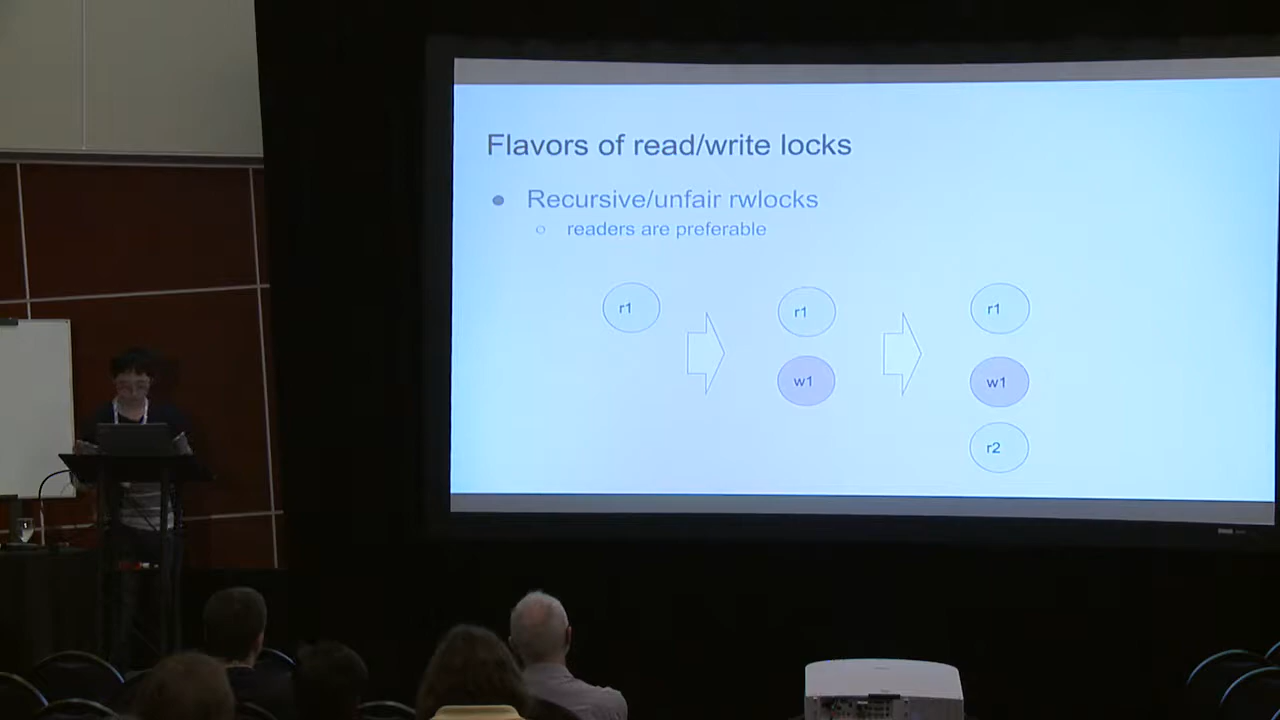 Flavors of read/write locks
● Recursive/unfair rwlocks
○ readers are preferable
r1
r1
w1
r1
w1
r2